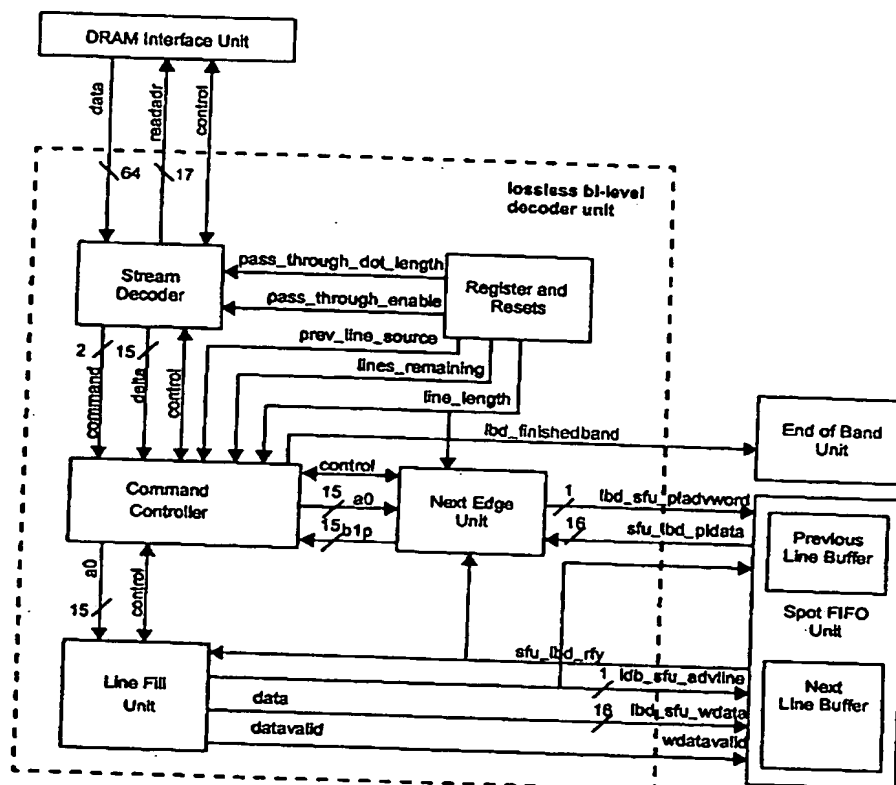 DRAM Interface Unit
data
readadr
control
64
17
lossless bi-level
decoder unit
Stream
Decoder
pass_through_dot_length
pass_through_enable
Register and
Resets
prev_line_source
lines_remaining
line_length
2
15
command
delta
control
lbd_finishedband
End of Band
Unit
Command
Controller
control
15
a0
15
b1p
Next Edge
Unit
1
lbd_sfu_pladvword
16
sfu_lbd_pldata
Previous
Line Buffer
Spot FIFO
Unit
a0
15
control
Line Fill
Unit
sfu_lbd_rfy
1
ldb_sfu_advline
data
16
lbd_sfu_wdata
datavalid
wdatavalid
Next
Line Buffer